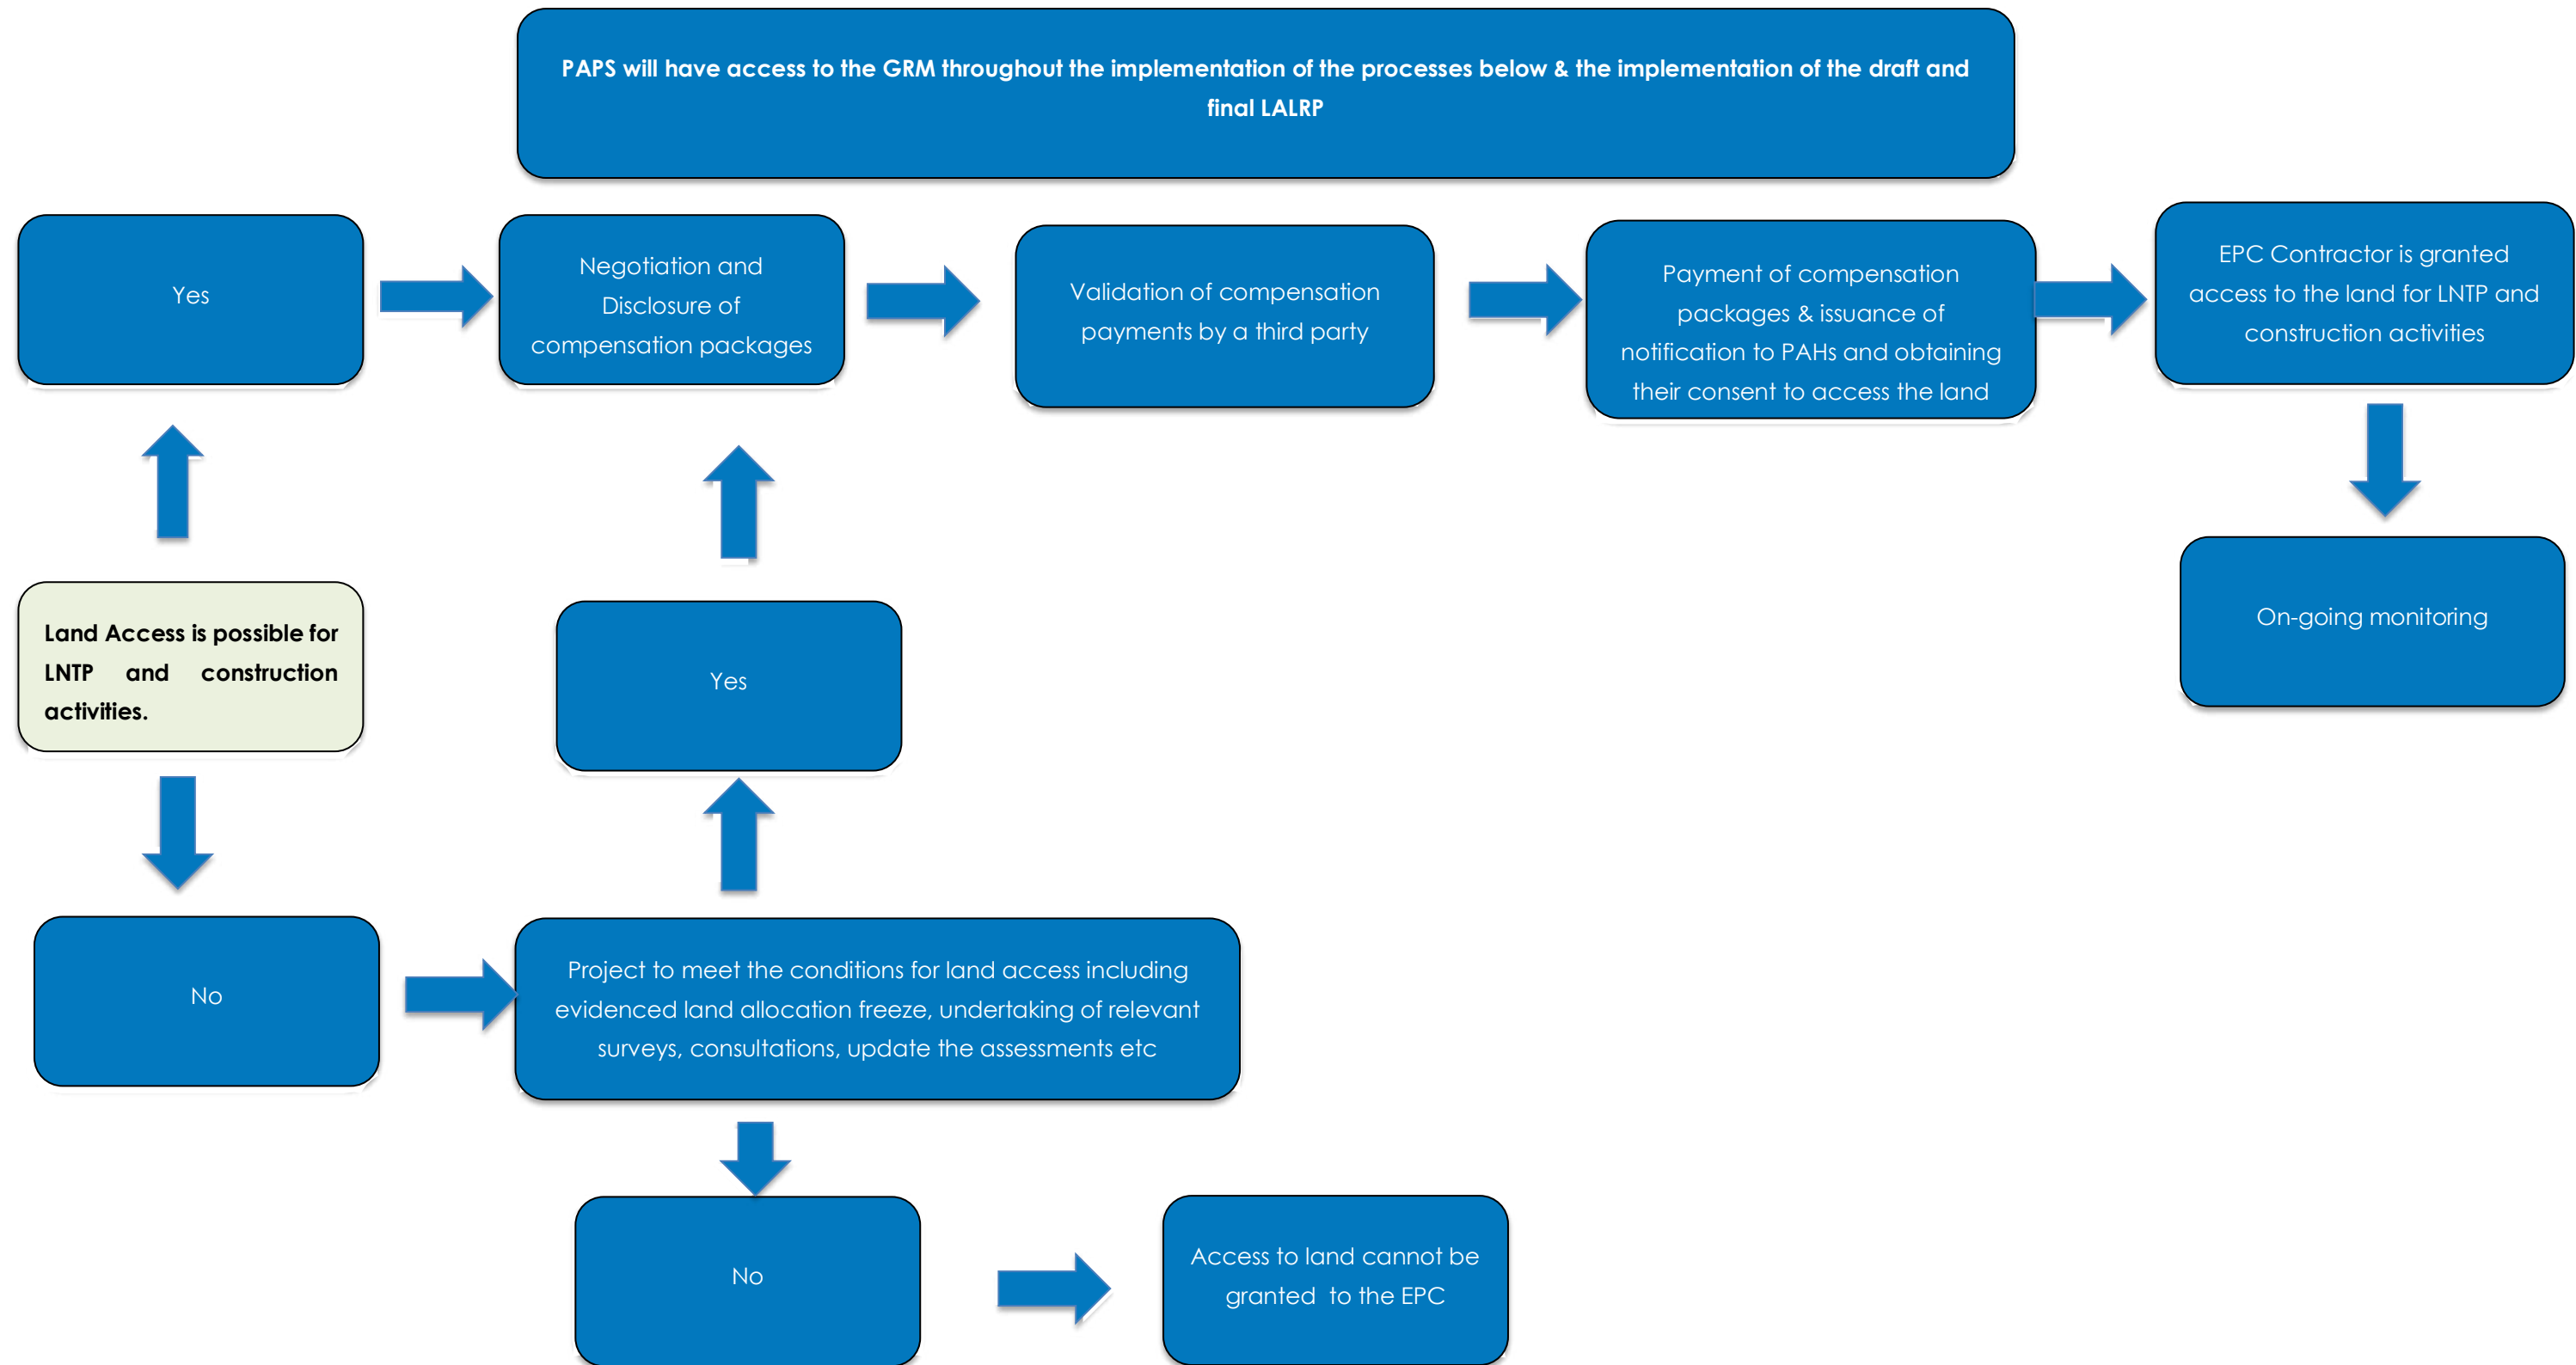 PAPS will have access to the GRM throughout the implementation of the processes below & the implementation of the draft and
final LALRP
Yes
Negotiation and
Disclosure of
compensation packages
Validation of compensation
payments by a third party
Payment of compensation
packages & issuance of
notification to PAHs and obtaining
their consent to access the land
EPC Contractor is granted
access to the land for LNTP and
construction activities
Land Access is possible for
LNTP and construction
activities.
Yes
On-going monitoring
No
Project to meet the conditions for land access including
evidenced land allocation freeze, undertaking of relevant
surveys, consultations, update the assessments etc
No
Access to land cannot be
granted to the EPC